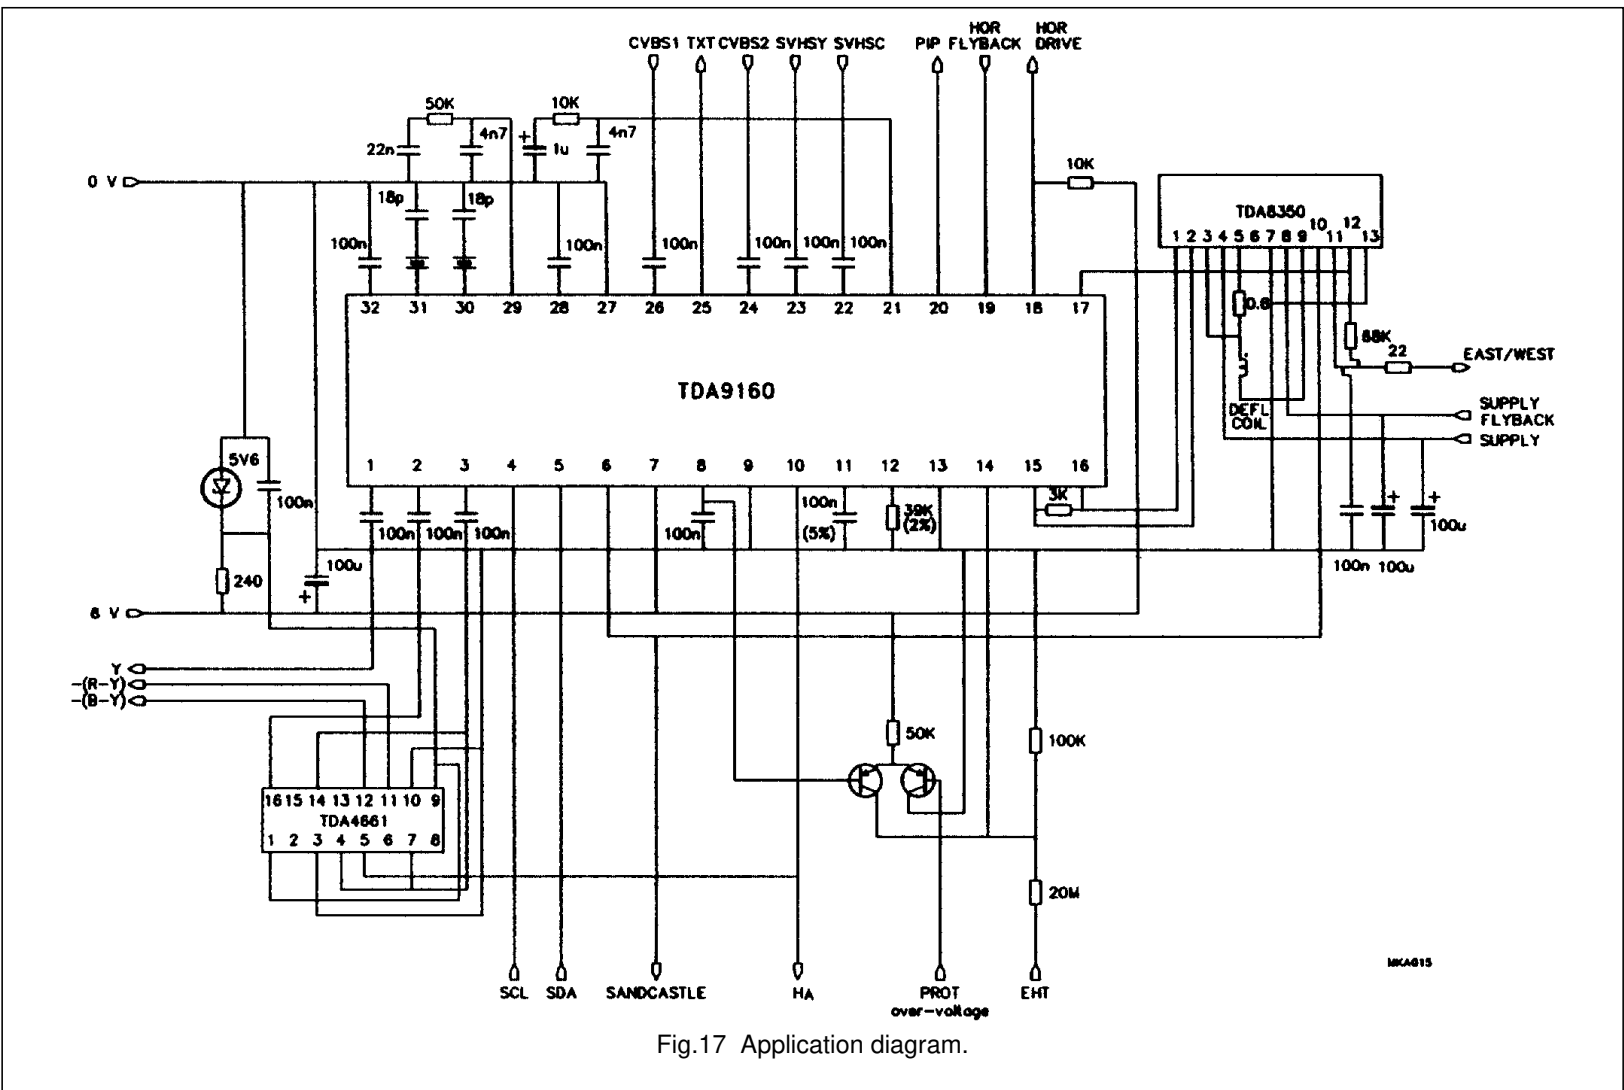 HOR HOR
CVBS1 TXT CVBS2 SVHSY SVHSC PIP FLYBACK DRIVE
50K 10K
4n7 4n7
22n + 1u
10K
0 V
18p 18p
TDA8350
100n 100n 100n 100n 100n 100n
1 2 3 4 5 6 7 8 9 10 11 12 13
32 31 30 29 28 27 26 25 24 23 22 21 20 19 18 17
0.8
68K
22 EAST/WEST
TDA9160
DEFL
COIL
SUPPLY
FLYBACK
SUPPLY
5V6
1 2 3 4 5 6 7 8 9 10 11 12 13 14 15 16
100n
3K
100n 39K
(5%) (2%)
+ +
100n 100n 100n 100n
100u
100n 100u
240
100u
+
8 V
Y
-(R-Y)
-(B-Y)
50K 100K
16 15 14 13 12 11 10 9
TDA4661
1 2 3 4 5 6 7 8
20M
MKA615
SCL SDA SANDCASTLE HA PROT EHT
over-voltage
Fig.17 Application diagram.